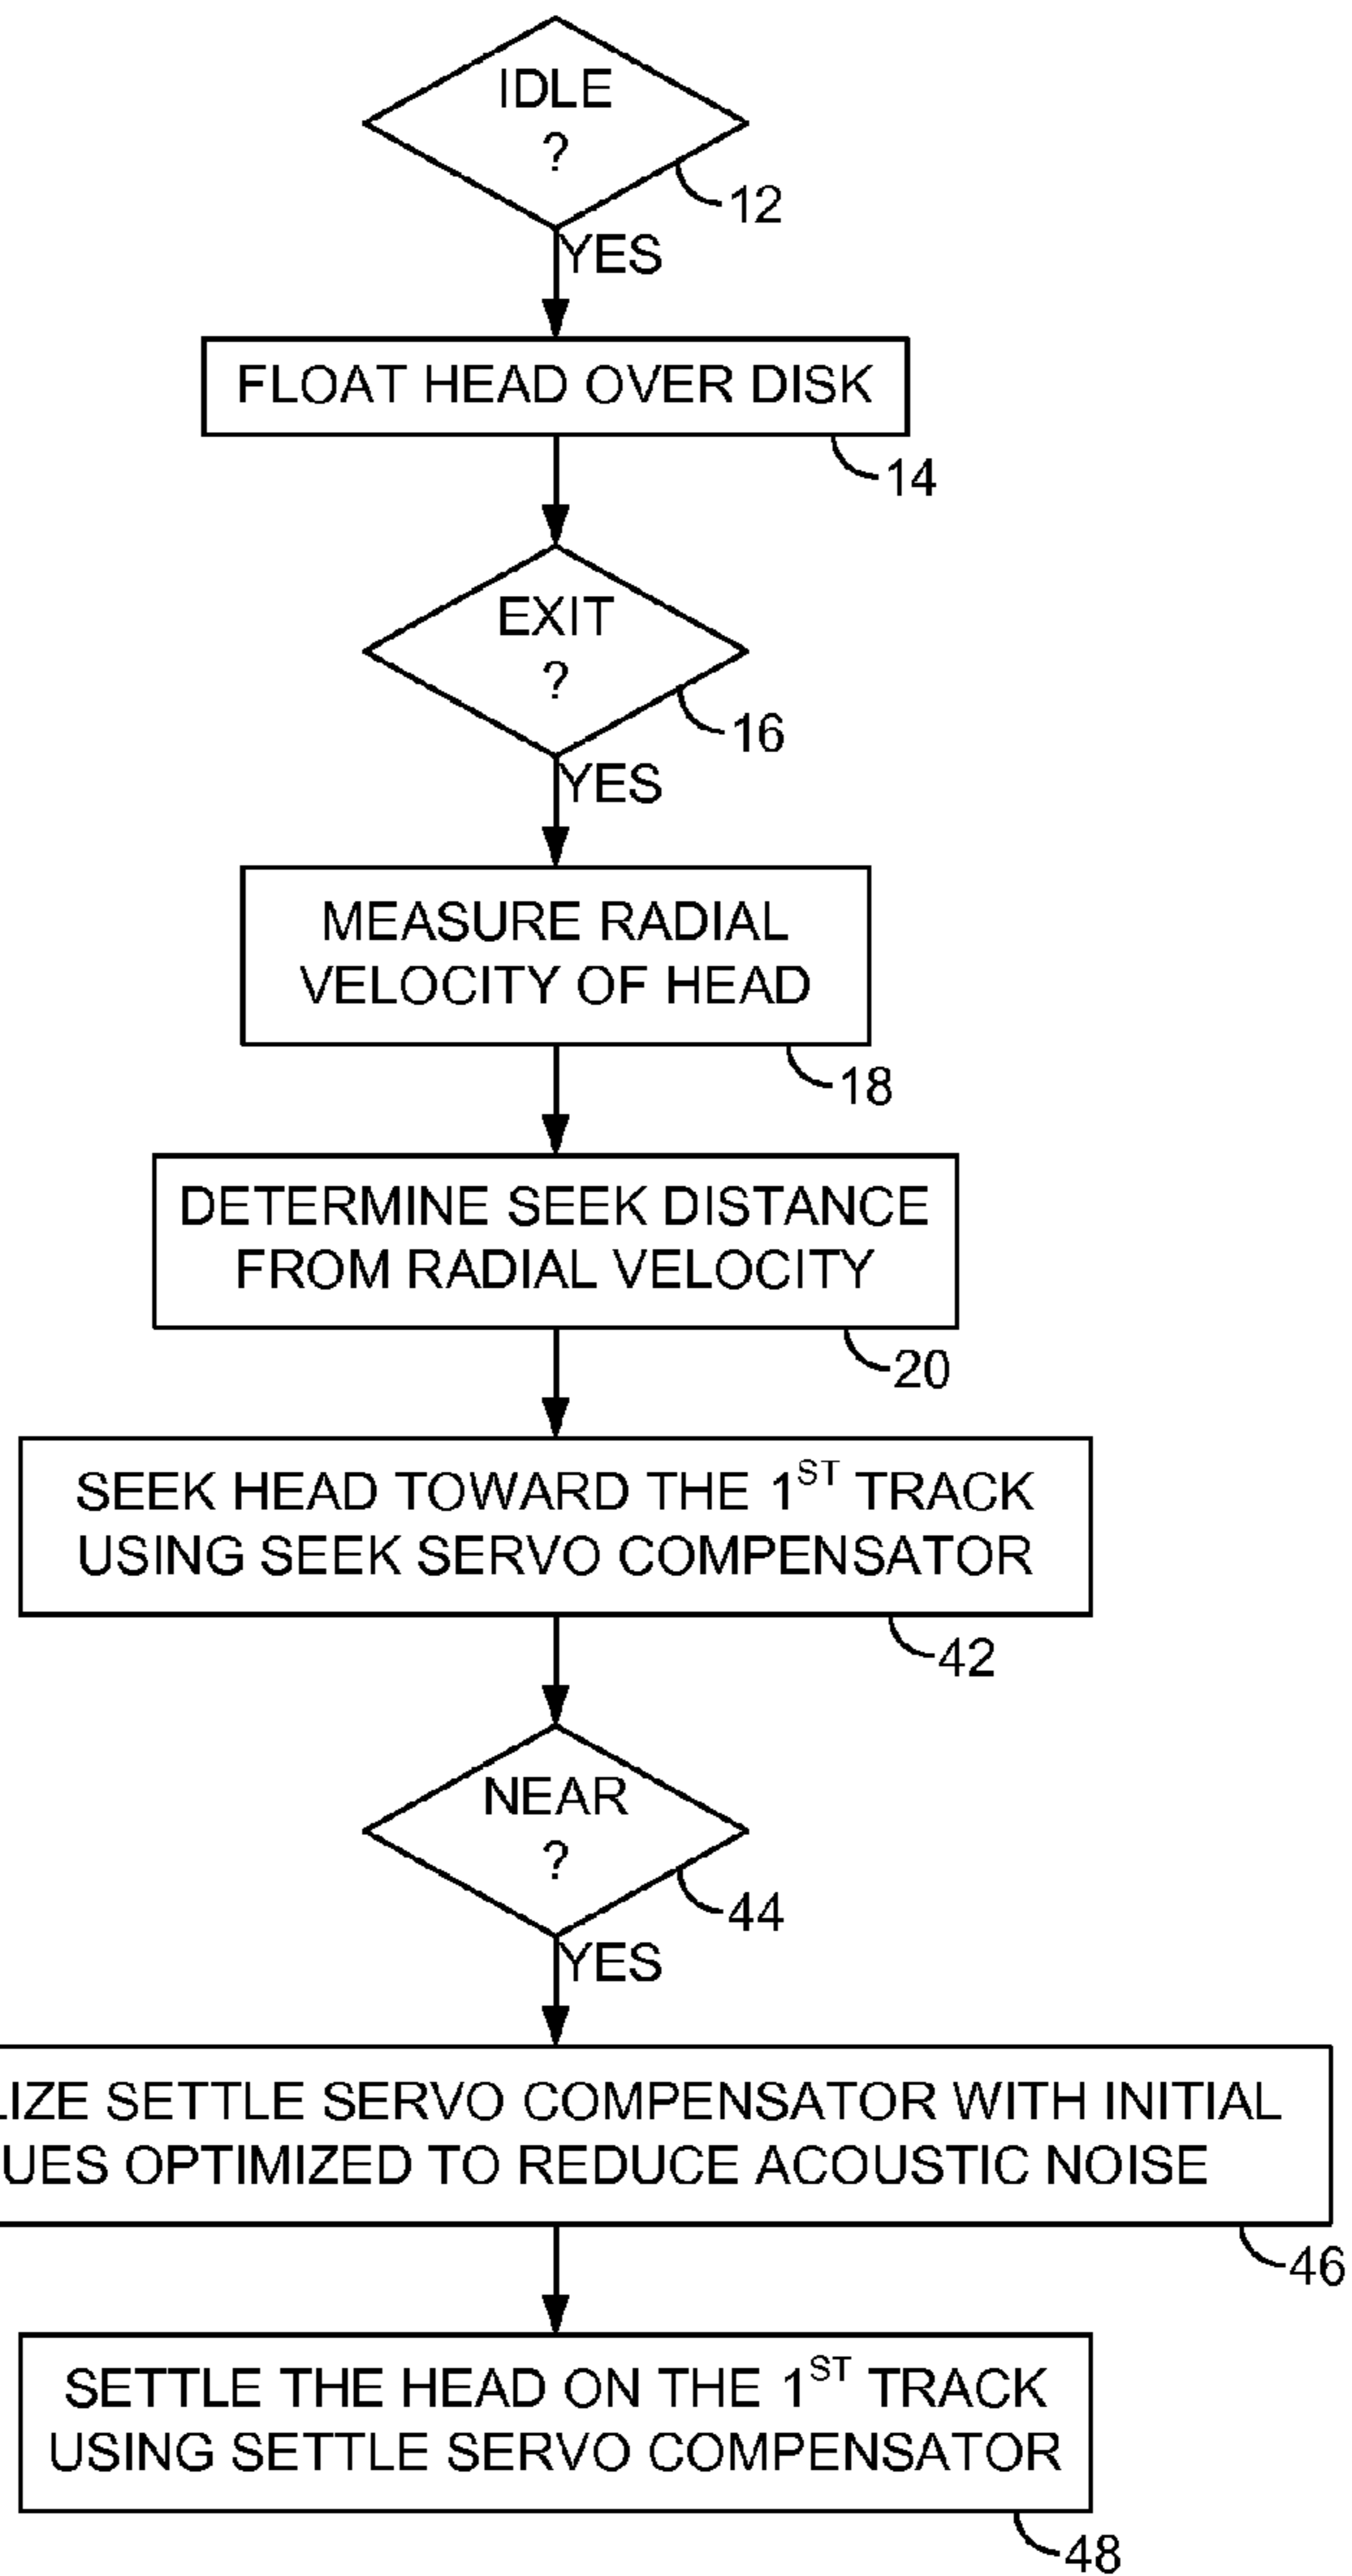 IDLE
?
12
YES
FLOAT HEAD OVER DISK
14
EXIT
?
16
YES
MEASURE RADIAL
VELOCITY OF HEAD
18
DETERMINE SEEK DISTANCE
FROM RADIAL VELOCITY
20
SEEK HEAD TOWARD THE 1ST TRACK
USING SEEK SERVO COMPENSATOR
42
NEAR
?
44
YES
LIZE SETTLE SERVO COMPENSATOR WITH INITIAL
UES OPTIMIZED TO REDUCE ACOUSTIC NOISE
46
SETTLE THE HEAD ON THE 1ST TRACK
USING SETTLE SERVO COMPENSATOR
48